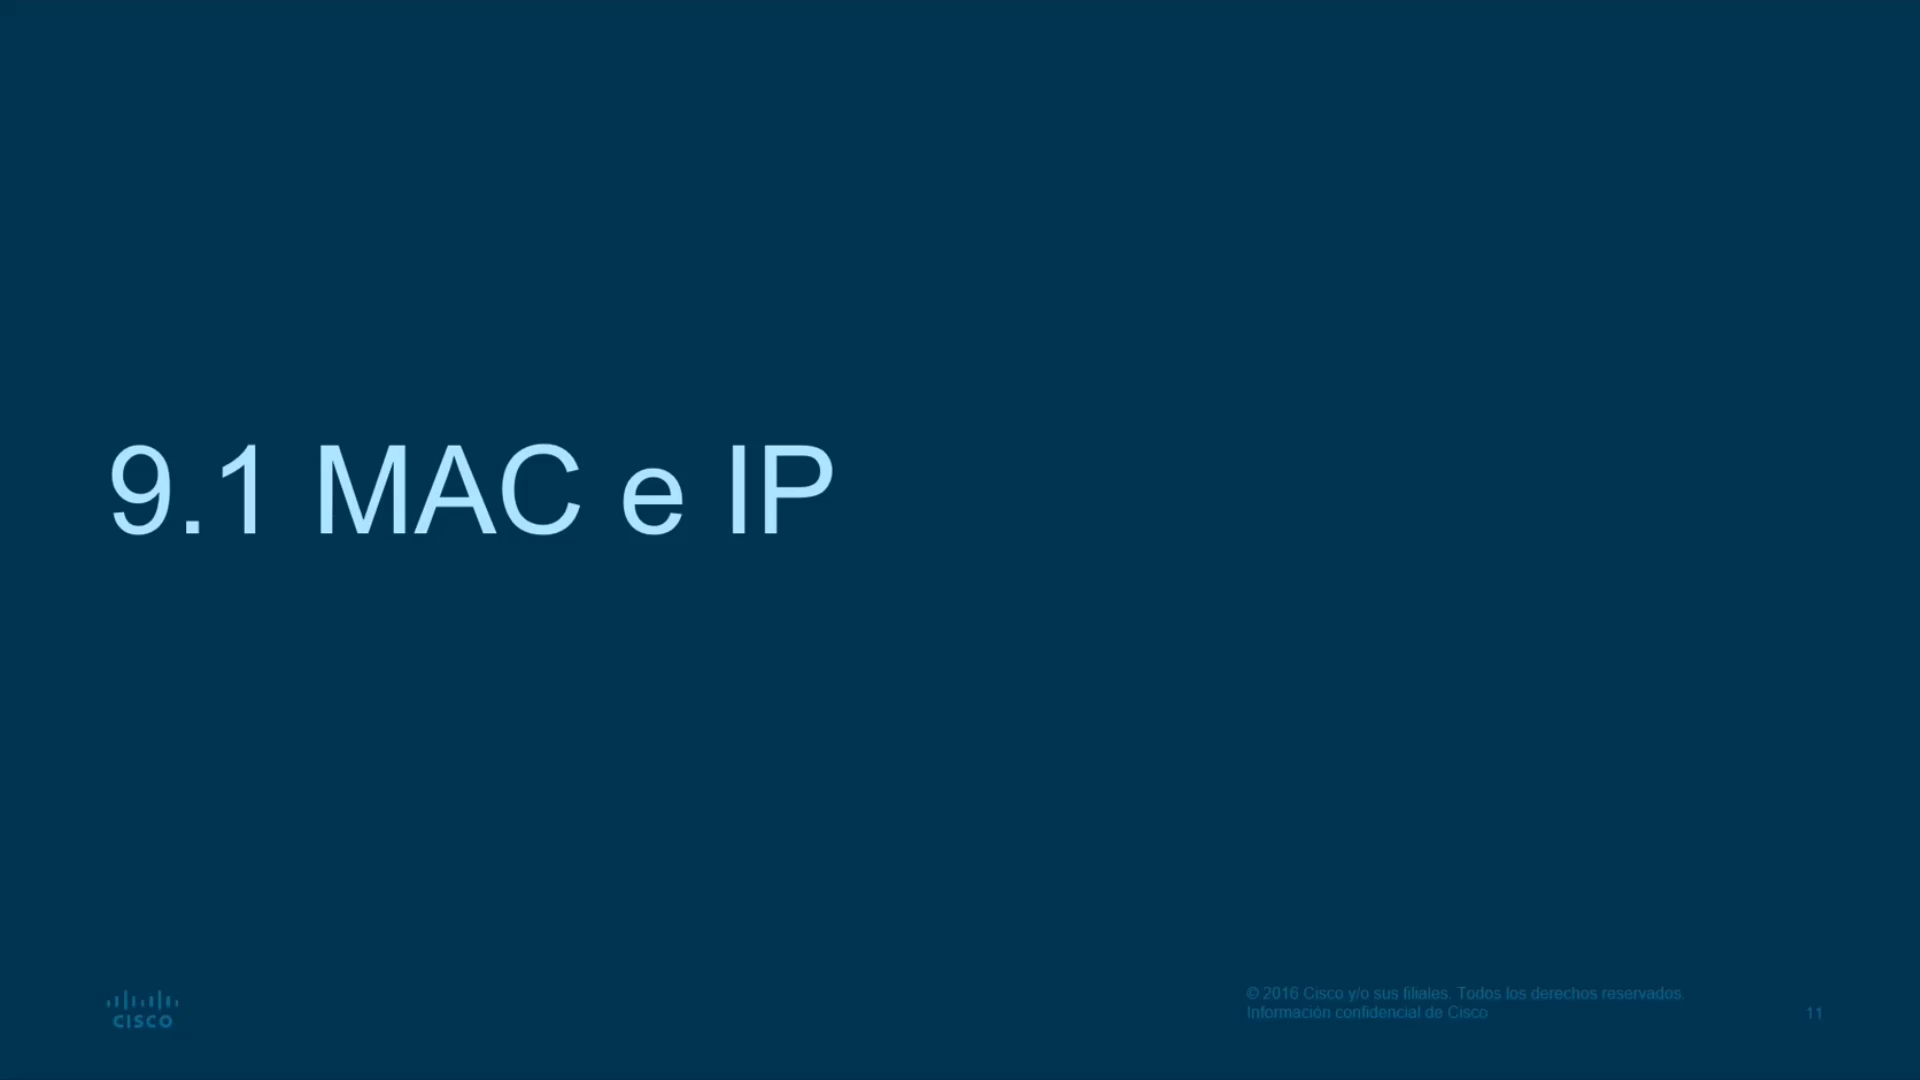 9.1 MAC e IP
CISCO
© 2016 Cisco y/o sus filiales. Todos los derechos reservados.
Información confidencial de Cisco
11